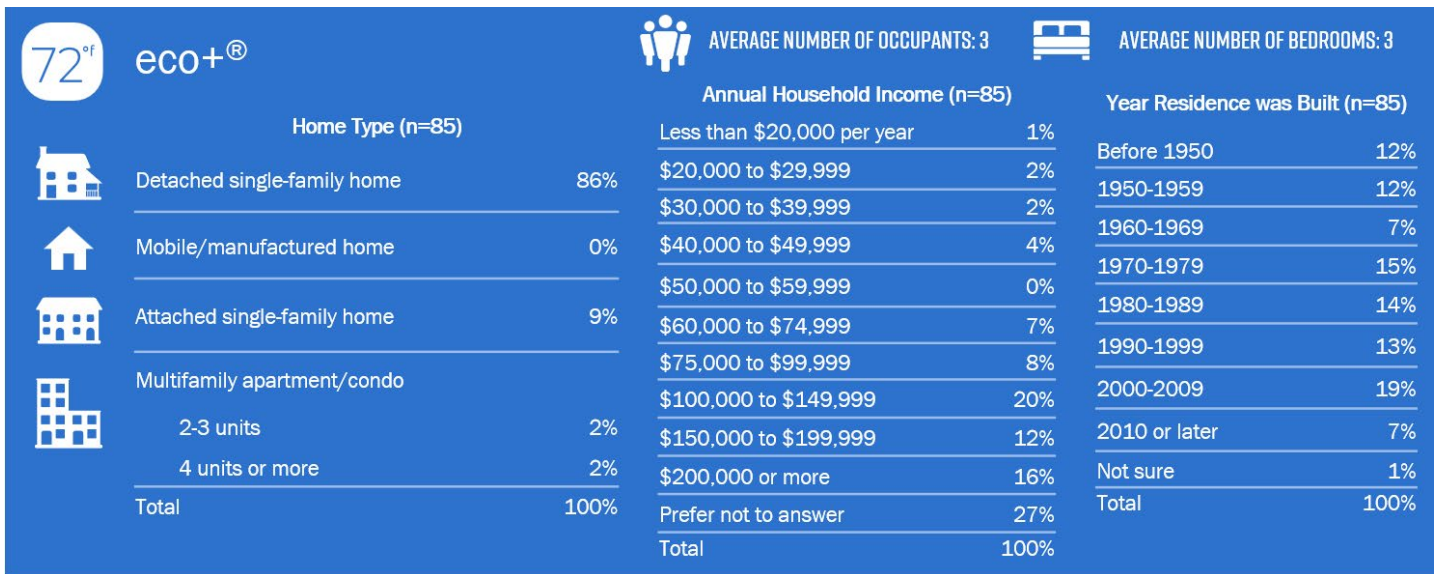 72°f
eco+®
AVERAGE NUMBER OF OCCUPANTS: 3
AVERAGE NUMBER OF BEDROOMS: 3
Home Type (n=85)
Detached single-family home 86%
Mobile/manufactured home 0%
Attached single-family home 9%
Multifamily apartment/condo
2-3 units 2%
4 units or more 2%
Total 100%
Annual Household Income (n=85)
Less than $20,000 per year 1%
$20,000 to $29,999 2%
$30,000 to $39,999 2%
$40,000 to $49,999 4%
$50,000 to $59,999 0%
$60,000 to $74,999 7%
$75,000 to $99,999 8%
$100,000 to $149,999 20%
$150,000 to $199,999 12%
$200,000 or more 16%
Prefer not to answer 27%
Total 100%
Year Residence was Built (n=85)
Before 1950 12%
1950-1959 12%
1960-1969 7%
1970-1979 15%
1980-1989 14%
1990-1999 13%
2000-2009 19%
2010 or later 7%
Not sure 1%
Total 100%